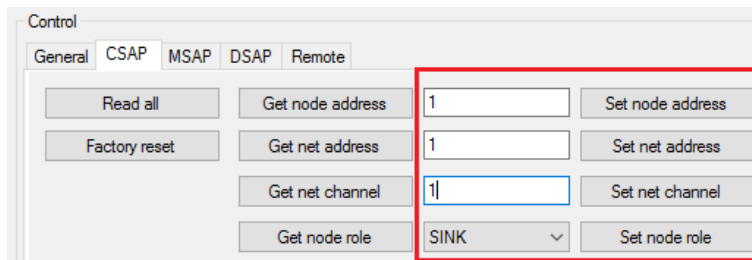 Control
General CSAP MSAP DSAP Remote
Read all Get node address 1 Set node address
Factory reset Get net address 1 Set net address
Get net channel 1 Set net channel
Get node role SINK Set node role